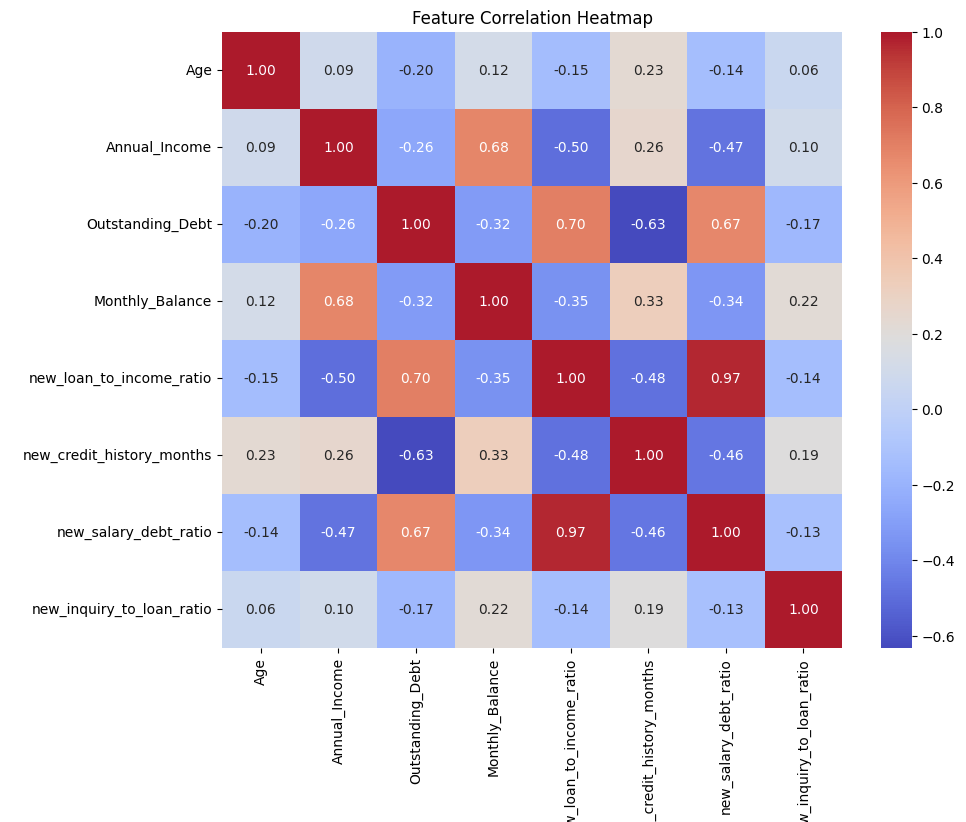 Feature Correlation Heatmap
Age 1.00 0.09 -0.20 0.12 -0.15 0.23 -0.14 0.06
Annual_Income 0.09 1.00 -0.26 0.68 -0.50 0.26 -0.47 0.10
Outstanding_Debt -0.20 -0.26 1.00 -0.32 0.70 -0.63 0.67 -0.17
Monthly_Balance 0.12 0.68 -0.32 1.00 -0.35 0.33 -0.34 0.22
new_loan_to_income_ratio -0.15 -0.50 0.70 -0.35 1.00 -0.48 0.97 -0.14
new_credit_history_months 0.23 0.26 -0.63 0.33 -0.48 1.00 -0.46 0.19
new_salary_debt_ratio -0.14 -0.47 0.67 -0.34 0.97 -0.46 1.00 -0.13
new_inquiry_to_loan_ratio 0.06 0.10 -0.17 0.22 -0.14 0.19 -0.13 1.00
Age
Annual_Income
Outstanding_Debt
Monthly_Balance
w_loan_to_income_ratio
_credit_history_months
new_salary_debt_ratio
w_inquiry_to_loan_ratio
1.0
0.8
0.6
0.4
0.2
0.0
−0.2
−0.4
−0.6